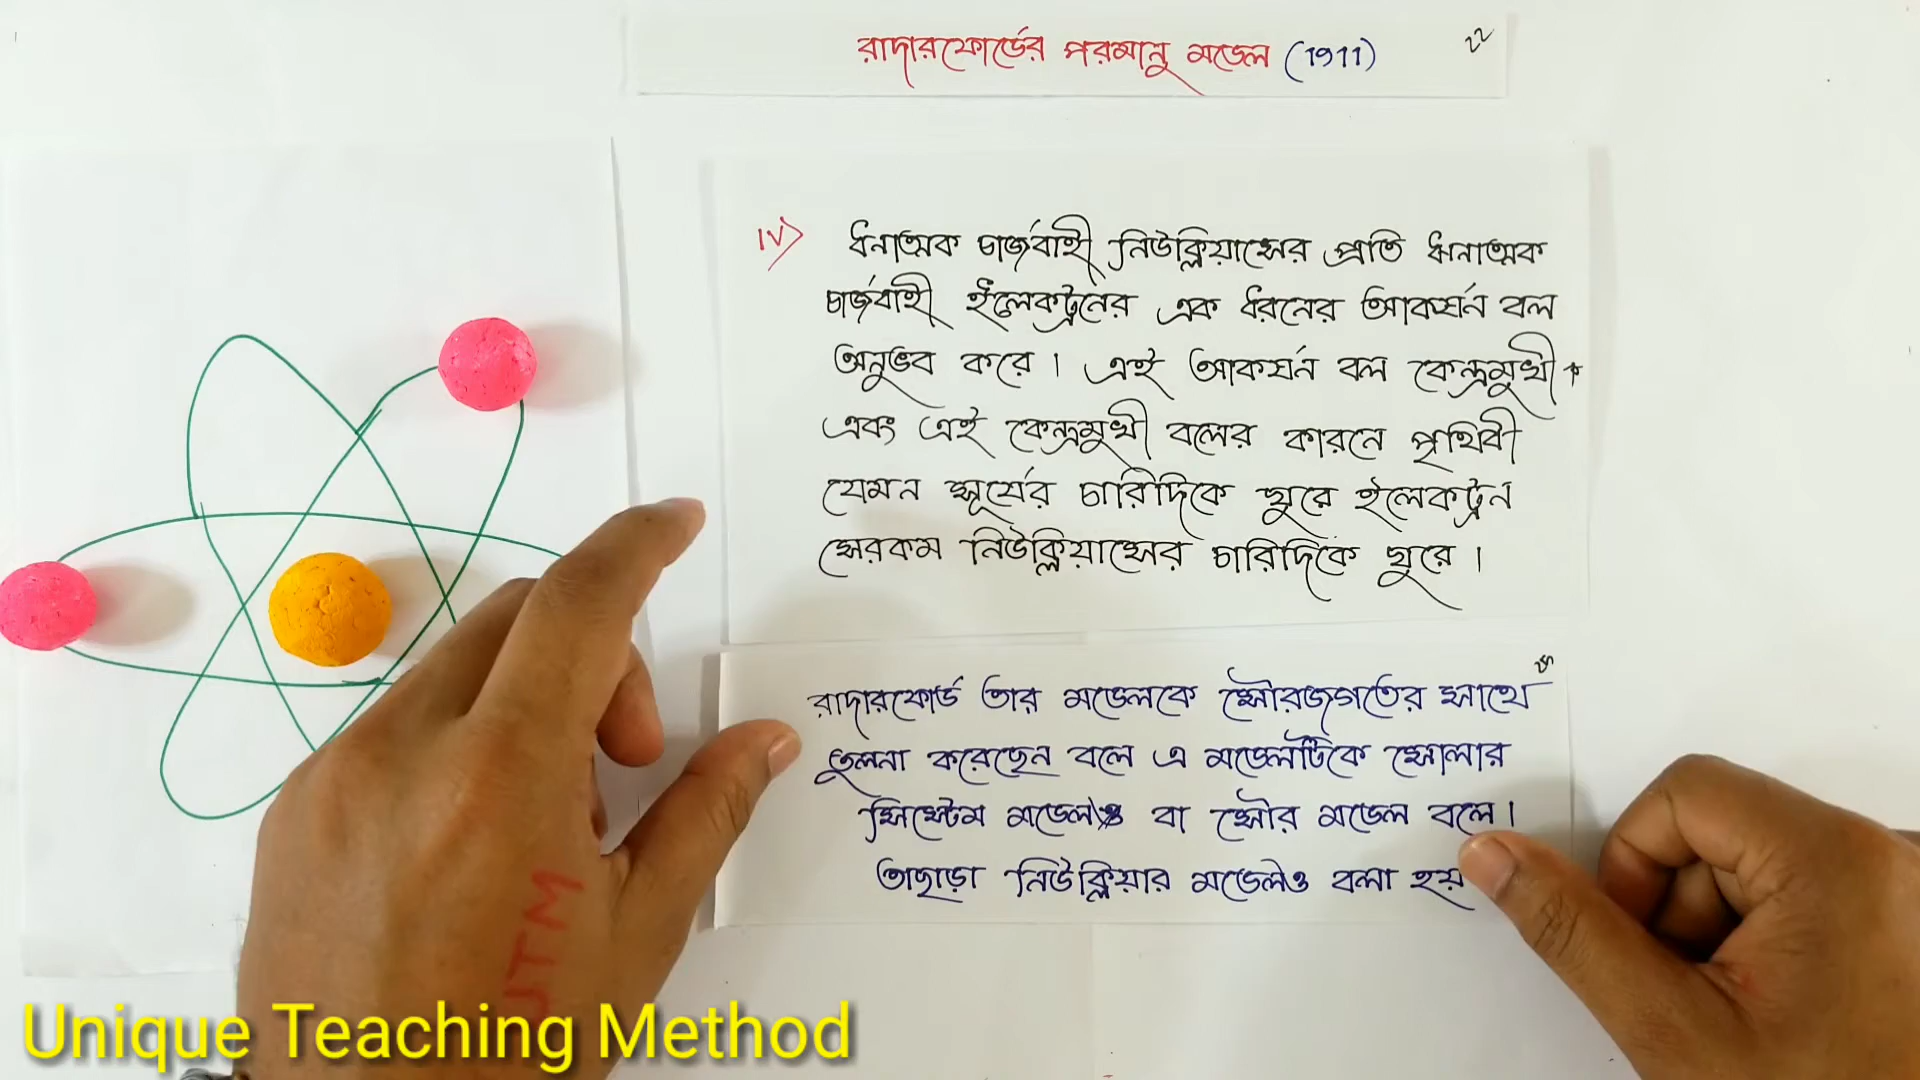 রাদারফোর্ডের পরমানু মডেল (1911)
22
iv) ধনাত্মক চার্জবাহী নিউক্লিয়াসের প্রতি ঋনাত্মক
চার্জবাহী ইলেকট্রনের এক ধরনের আকর্ষন বল
অনুভব করে। এই আকর্ষন বল কেন্দ্রমুখী
এবং এই কেন্দ্রমুখী বলের কারনে পৃথিবী
যেমন সূর্যের চারিদিকে ঘুরে ইলেকট্রন
সেরকম নিউক্লিয়াসের চারিদিকে ঘুরে।
রাদারফোর্ড তার মডেলকে সৌরজগতের সাথে
তুলনা করেছেন বলে এ মডেলটিকে সোলার
সিস্টেম মডেল বা সৌর মডেল বলে।
তাছাড়া নিউক্লিয়ার মডেলও বলা হয়
UTM
Unique Teaching Method